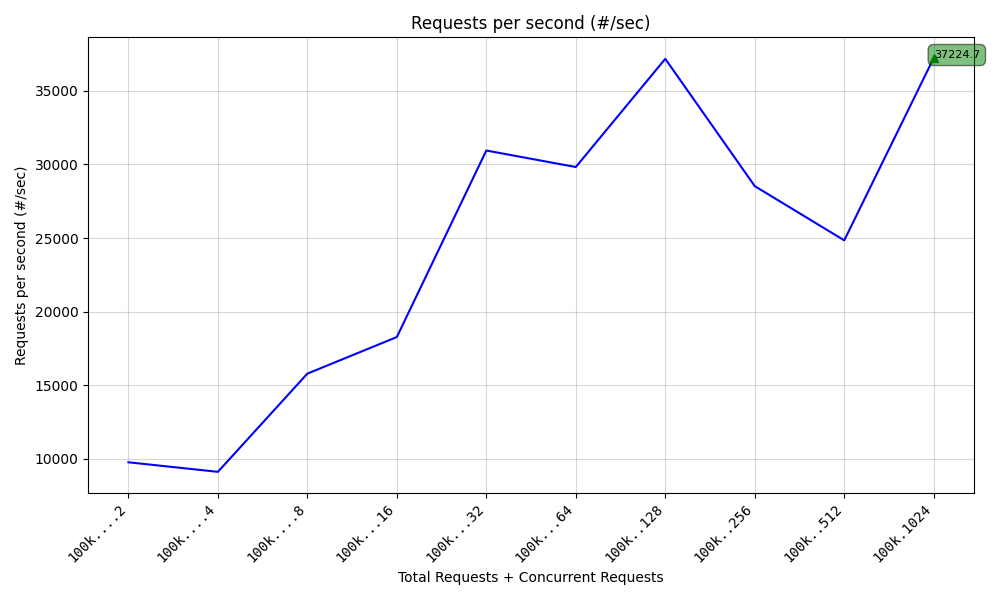 Requests per second (#/sec)
37224.7
35000
30000
25000
20000
15000
10000
Requests per second (#/sec)
100k....2
100k....4
100k....8
100k...16
100k...32
100k...64
100k..128
100k..256
100k..512
100k.1024
Total Requests + Concurrent Requests